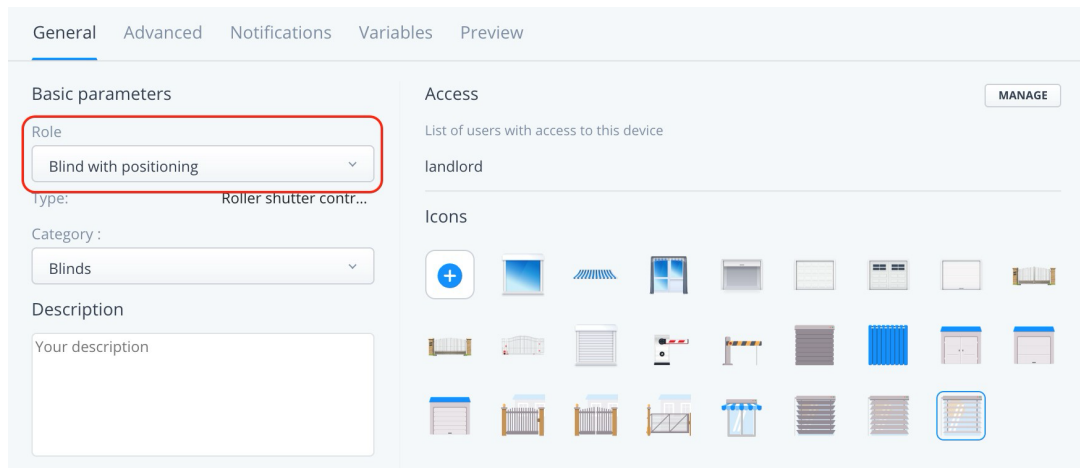 General Advanced Notifications Variables Preview
Basic parameters
Role
Blind with positioning
Type: Roller shutter contr...
Category :
Blinds
Description
Your description
Access
MANAGE
List of users with access to this device
landlord
Icons